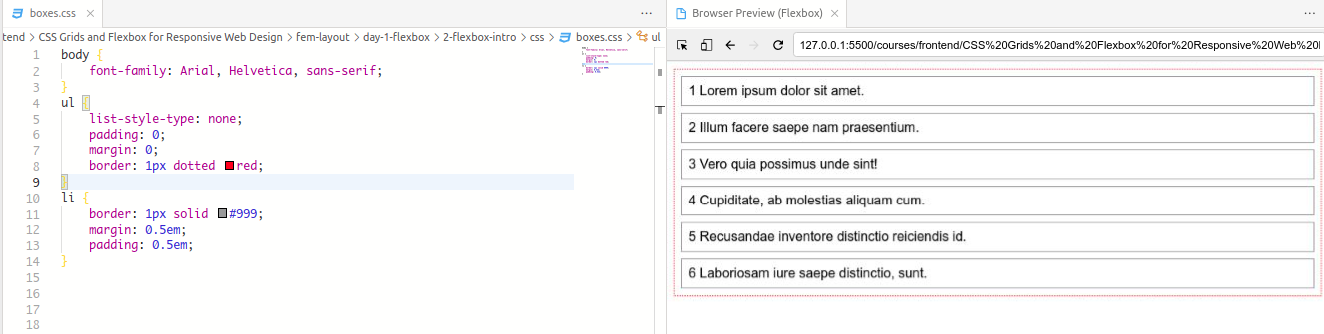 boxes.css × ···
tend > CSS Grids and Flexbox for Responsive Web Design > fem-layout > day-1-flexbox > 2-flexbox-intro > css > boxes.css > ul
1 body {
2 font-family: Arial, Helvetica, sans-serif;
3 }
4 ul {
5 list-style-type: none;
6 padding: 0;
7 margin: 0;
8 border: 1px dotted red;
9 }
10 li {
11 border: 1px solid #999;
12 margin: 0.5em;
13 padding: 0.5em;
14 }
15
16
17
18
Browser Preview (Flexbox) × ···
127.0.0.1:5500/courses/frontend/CSS%20Grids%20and%20Flexbox%20for%20Responsive%20Web%20
1 Lorem ipsum dolor sit amet.
2 Illum facere saepe nam praesentium.
3 Vero quia possimus unde sint!
4 Cupiditate, ab molestias aliquam cum.
5 Recusandae inventore distinctio reiciendis id.
6 Laboriosam iure saepe distinctio, sunt.